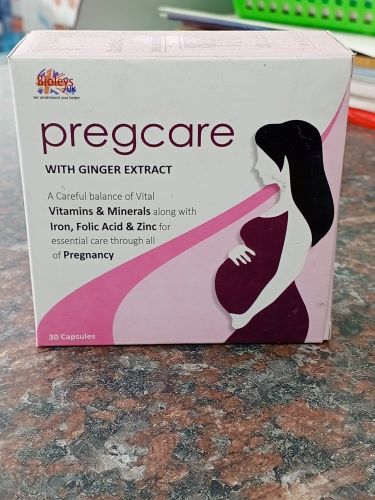 Bioleys
UK
we understand you better
pregcare
WITH GINGER EXTRACT
A Careful balance of Vital
Vitamins & Minerals along with
Iron, Folic Acid & Zinc for
essential care through all
of Pregnancy
30 Capsules